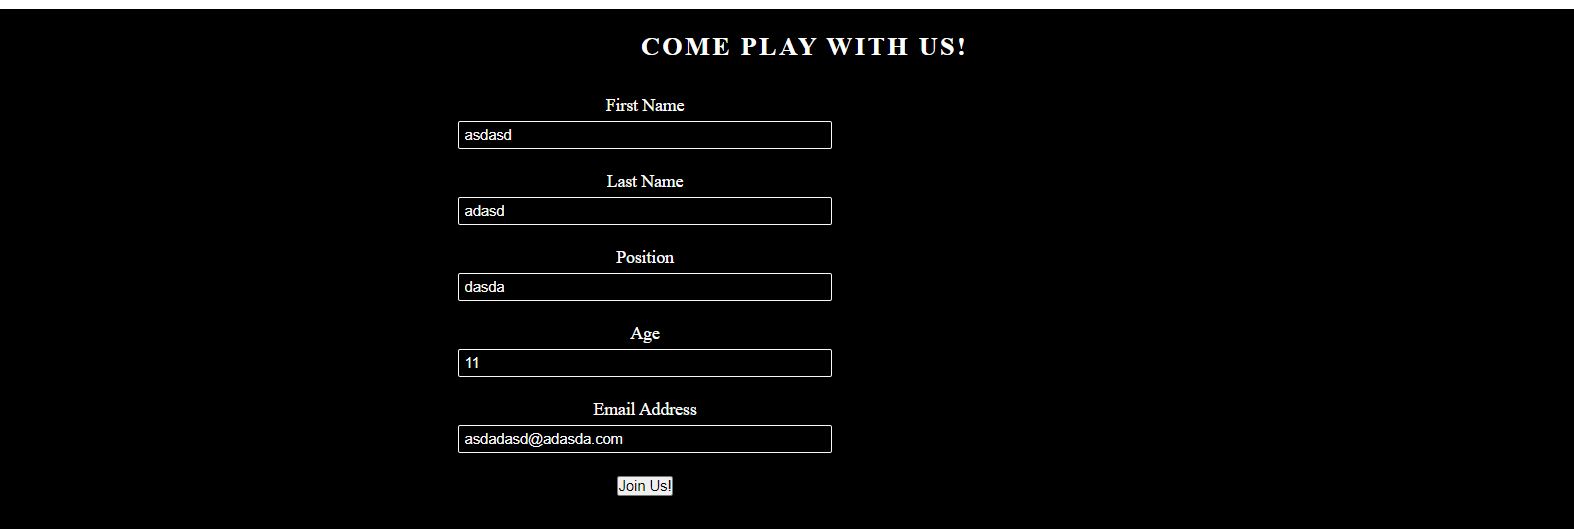 COME PLAY WITH US!
First Name
asdasd
Last Name
adasd
Position
dasda
Age
11
Email Address
asdadasd@adasda.com
Join Us!